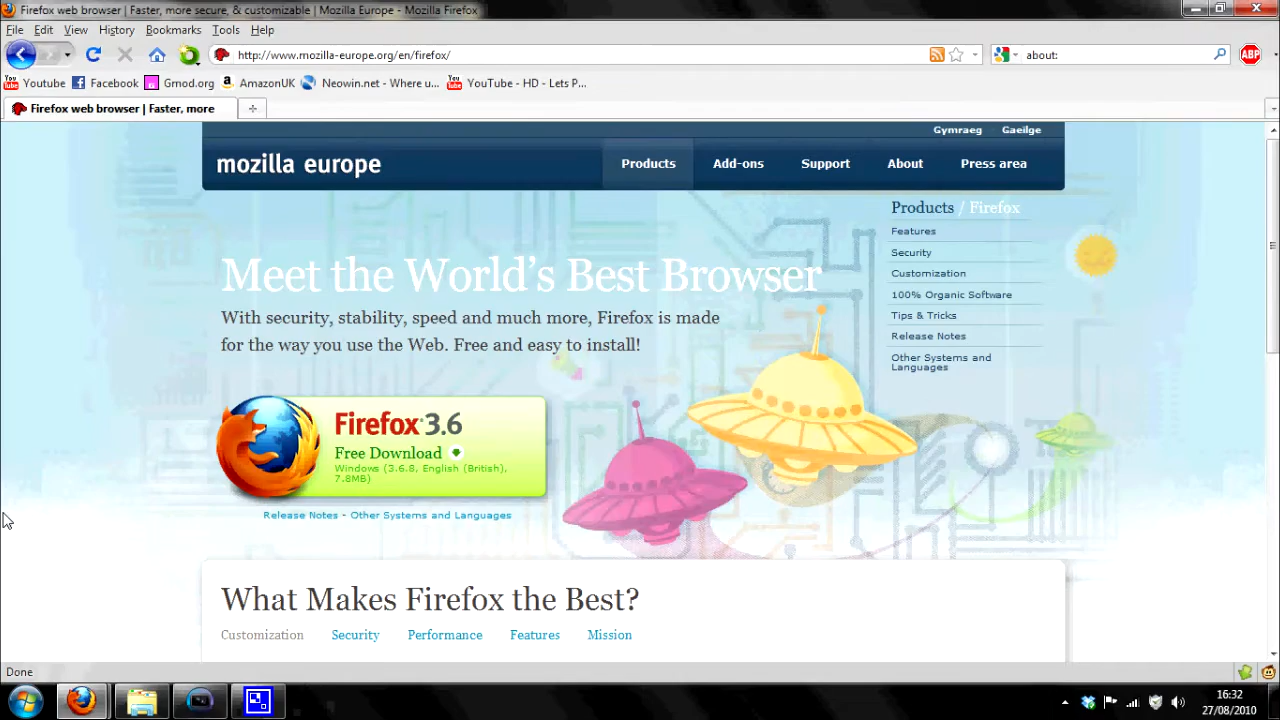 Firefox web browser | Faster, more secure, & customizable | Mozilla Europe - Mozilla Firefox
File Edit View History Bookmarks Tools Help
http://www.mozilla-europe.org/en/firefox/
about:
ABP
You Tube Youtube Facebook Gmod.org AmazonUK Neowin.net - Where u... You Tube YouTube - HD - Lets P...
Firefox web browser | Faster, more
Gymraeg Gaeilge
mozilla europe
Products Add-ons Support About Press area
Products / Firefox
Features
Security
Customization
100% Organic Software
Tips & Tricks
Release Notes
Other Systems and
Languages
Meet the World's Best Browser
With security, stability, speed and much more, Firefox is made
for the way you use the Web. Free and easy to install!
Firefox 3.6
Free Download
Windows (3.6.8, English (British),
7.8MB)
Release Notes - Other Systems and Languages
What Makes Firefox the Best?
Customization Security Performance Features Mission
Done
16:32
27/08/2010